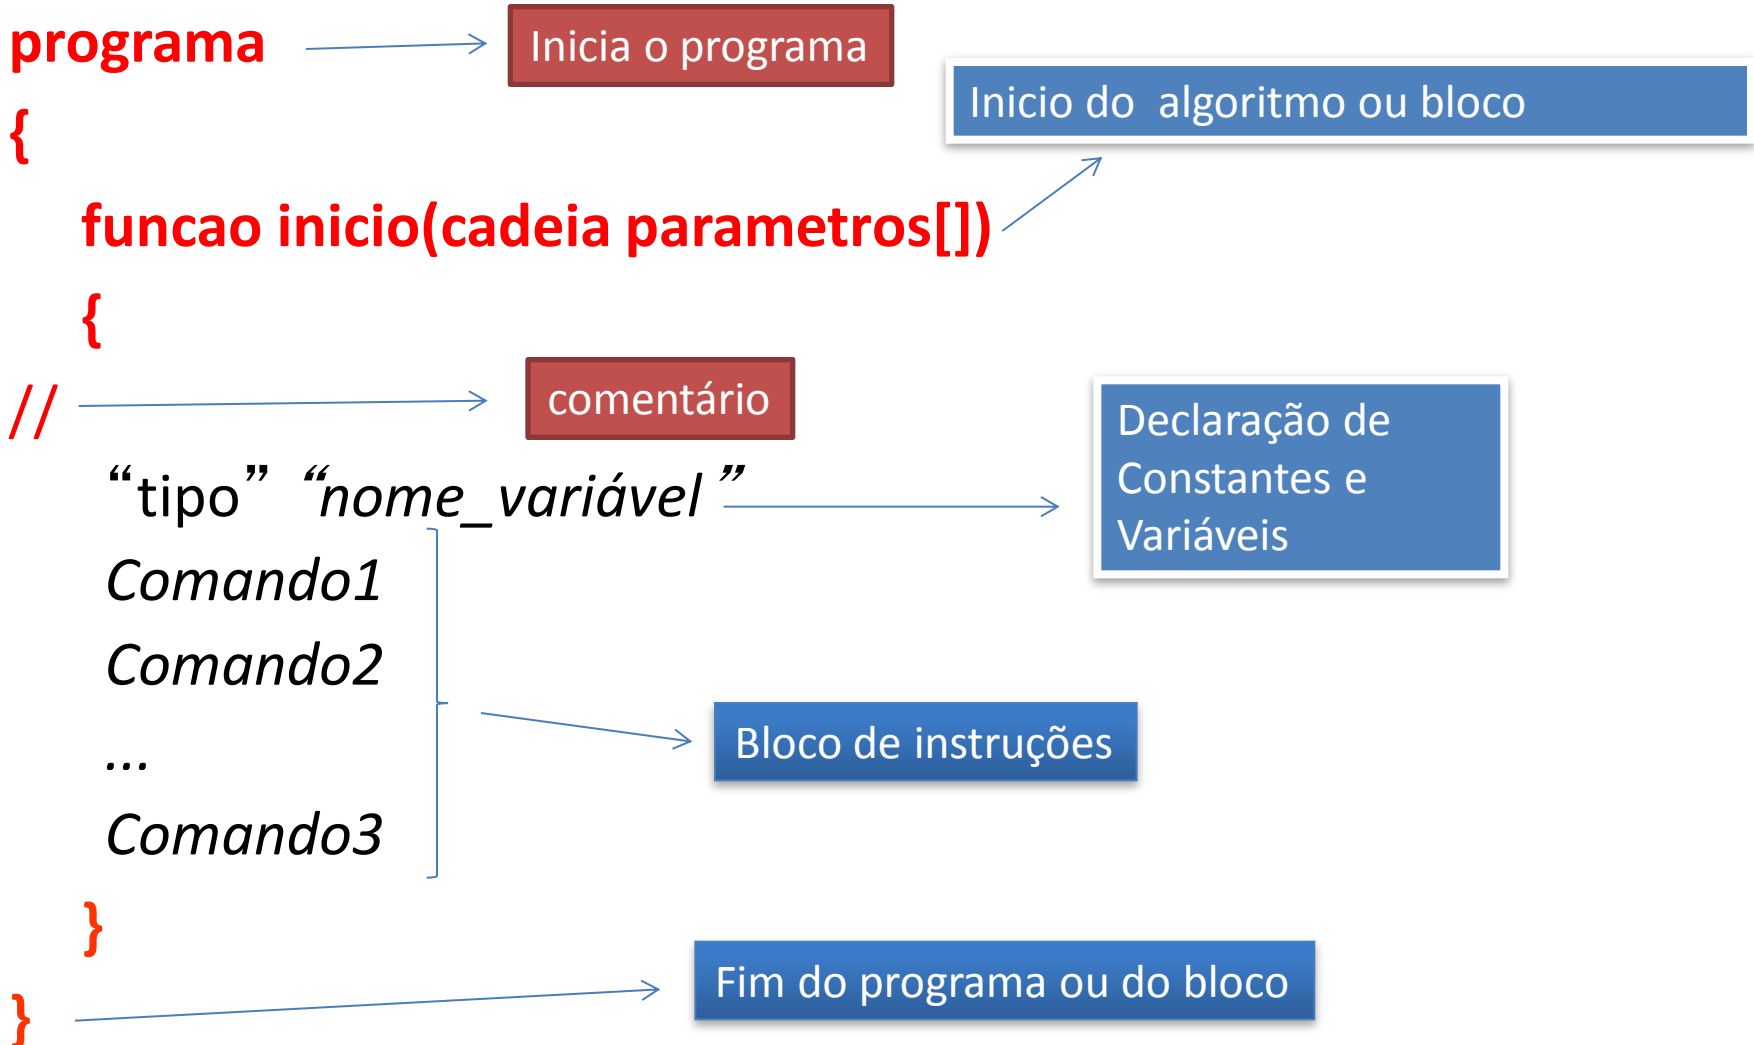 programa
Inicia o programa
Inicio do algoritmo ou bloco
{
funcao inicio(cadeia parametros[])
{
//
comentário
“tipo” “nome_variável”
Declaração de
Constantes e
Variáveis
Comando1
Comando2
...
Bloco de instruções
Comando3
}
Fim do programa ou do bloco
}